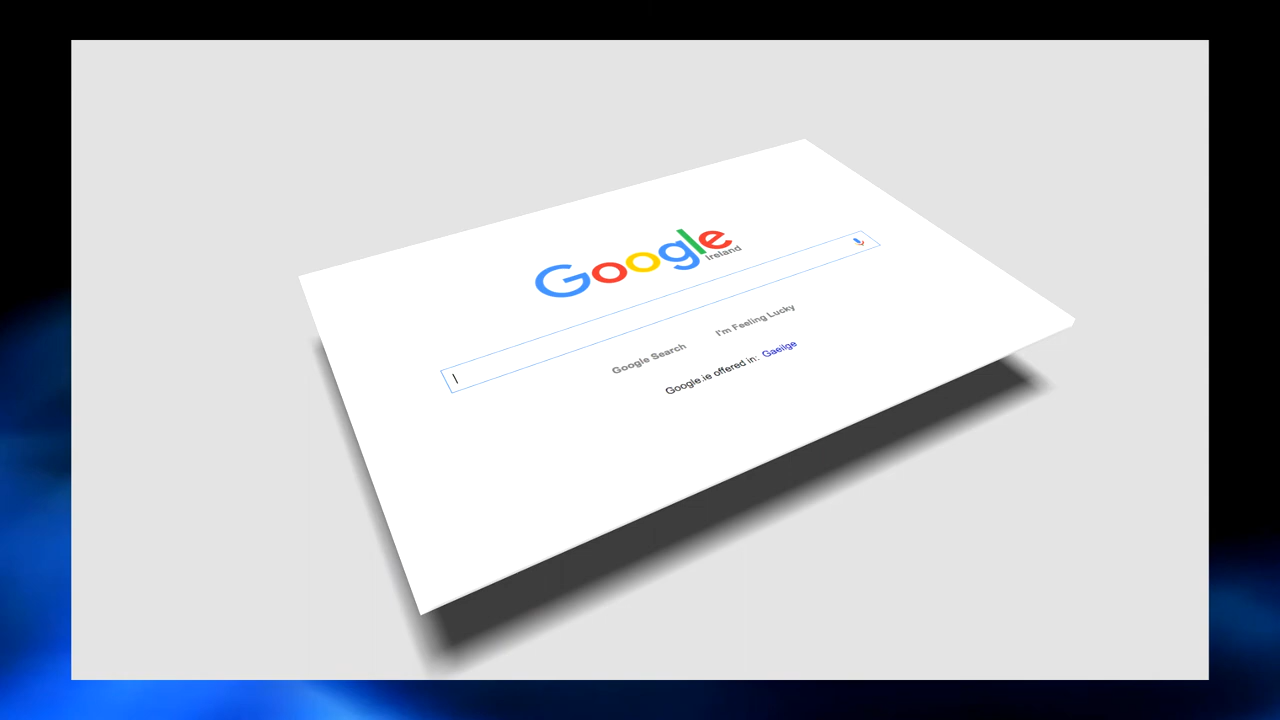 Google
Ireland
Google Search
I'm Feeling Lucky
Google.ie offered in: Gaeilge